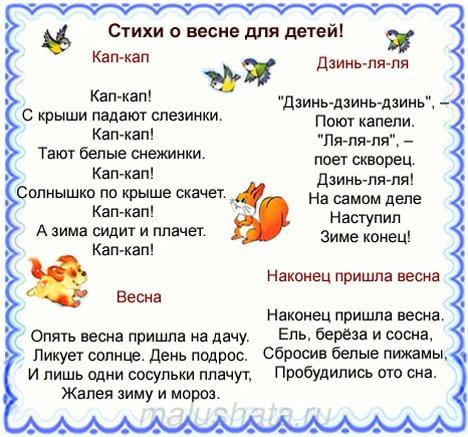 Стихи о весне для детей!
Кап-кап
Кап-кап!
С крыши падают слезинки.
Кап-кап!
Тают белые снежинки.
Кап-кап!
Солнышко по крыше скачет.
Кап-кап!
А зима сидит и плачет.
Кап-кап!
Весна
Опять весна пришла на дачу.
Ликует солнце. День подрос.
И лишь одни сосульки плачут,
Жалея зиму и мороз.
Дзинь-ля-ля
"Дзинь-дзинь-дзинь", –
Поют капели.
"Ля-ля-ля", –
поет скворец.
Дзинь-ля-ля!
На самом деле
Наступил
Зиме конец!
Наконец пришла весна
Наконец пришла весна.
Ель, берёза и сосна,
Сбросив белые пижамы,
Пробудились ото сна.
malushata.ru